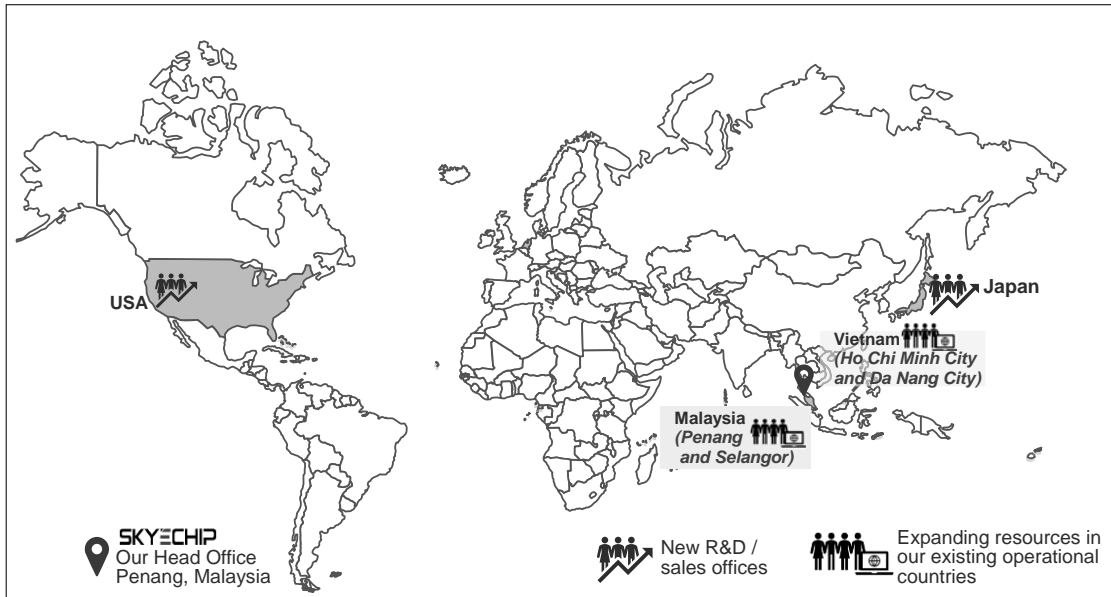 USA
Japan
Vietnam
(Ho Chi Minh City
and Da Nang City)
Malaysia
(Penang
and Selangor)
SKYECHIP
Our Head Office
Penang, Malaysia
New R&D /
sales offices
Expanding resources in
our existing operational
countries